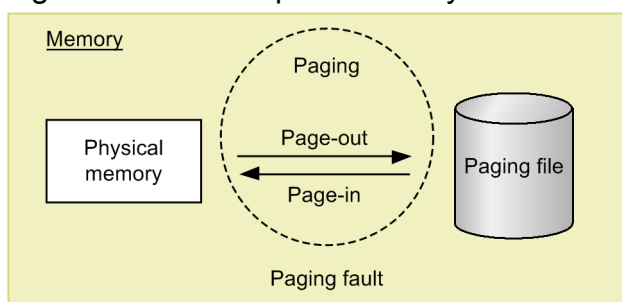 Memory
Paging
Page-out
Physical
memory
Paging file
Page-in
Paging fault